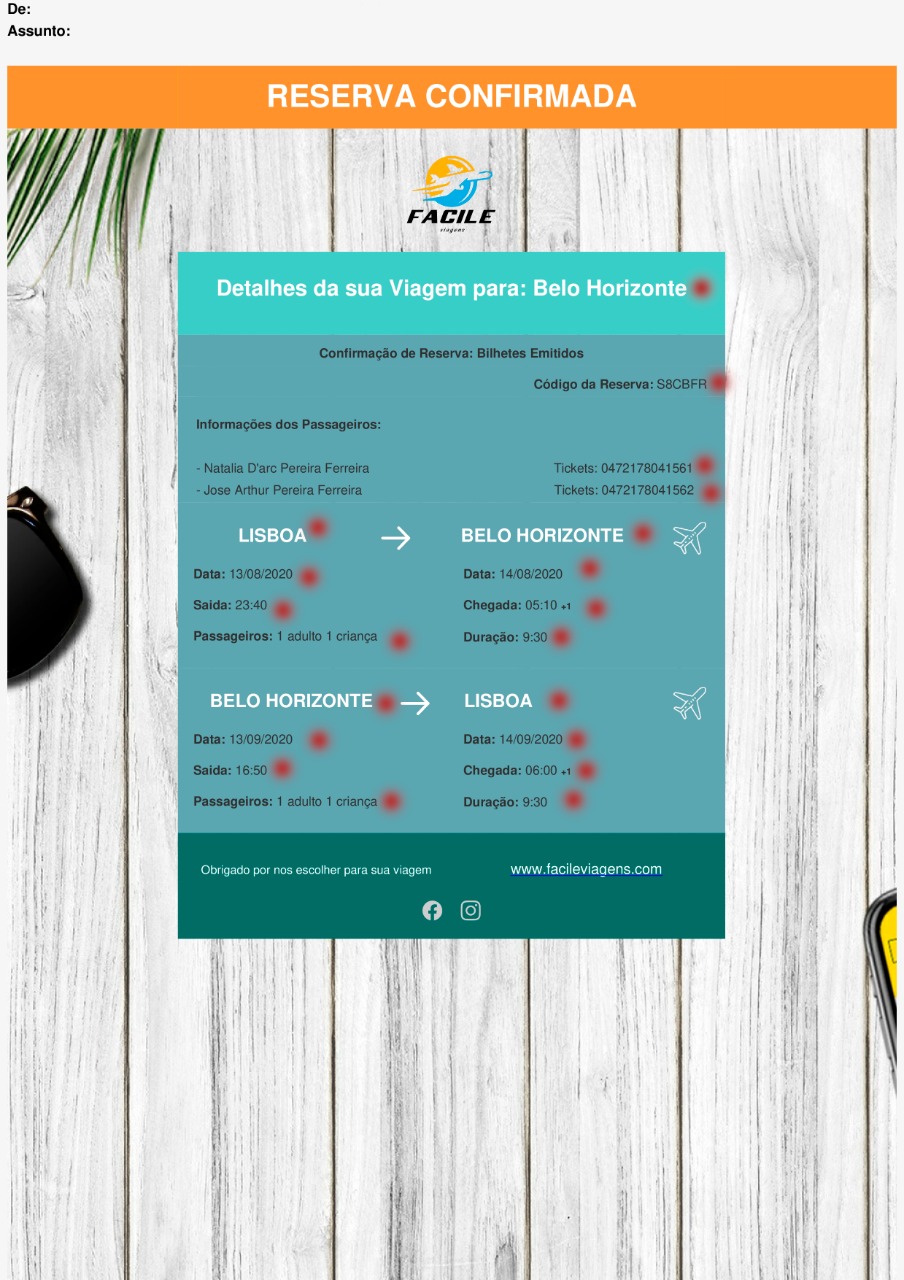 De:
Assunto:
RESERVA CONFIRMADA
FACILE
viagens
Detalhes da sua Viagem para: Belo Horizonte
Confirmação de Reserva: Bilhetes Emitidos
Código da Reserva: S8CBFR
Informações dos Passageiros:
- Natalia D'arc Pereira Ferreira Tickets: 0472178041561
- Jose Arthur Pereira Ferreira Tickets: 0472178041562
LISBOA → BELO HORIZONTE
Data: 13/08/2020 Data: 14/08/2020
Saida: 23:40 Chegada: 05:10 +1
Passageiros: 1 adulto 1 criança Duração: 9:30
BELO HORIZONTE → LISBOA
Data: 13/09/2020 Data: 14/09/2020
Saida: 16:50 Chegada: 06:00 +1
Passageiros: 1 adulto 1 criança Duração: 9:30
Obrigado por nos escolher para sua viagem www.facileviagens.com